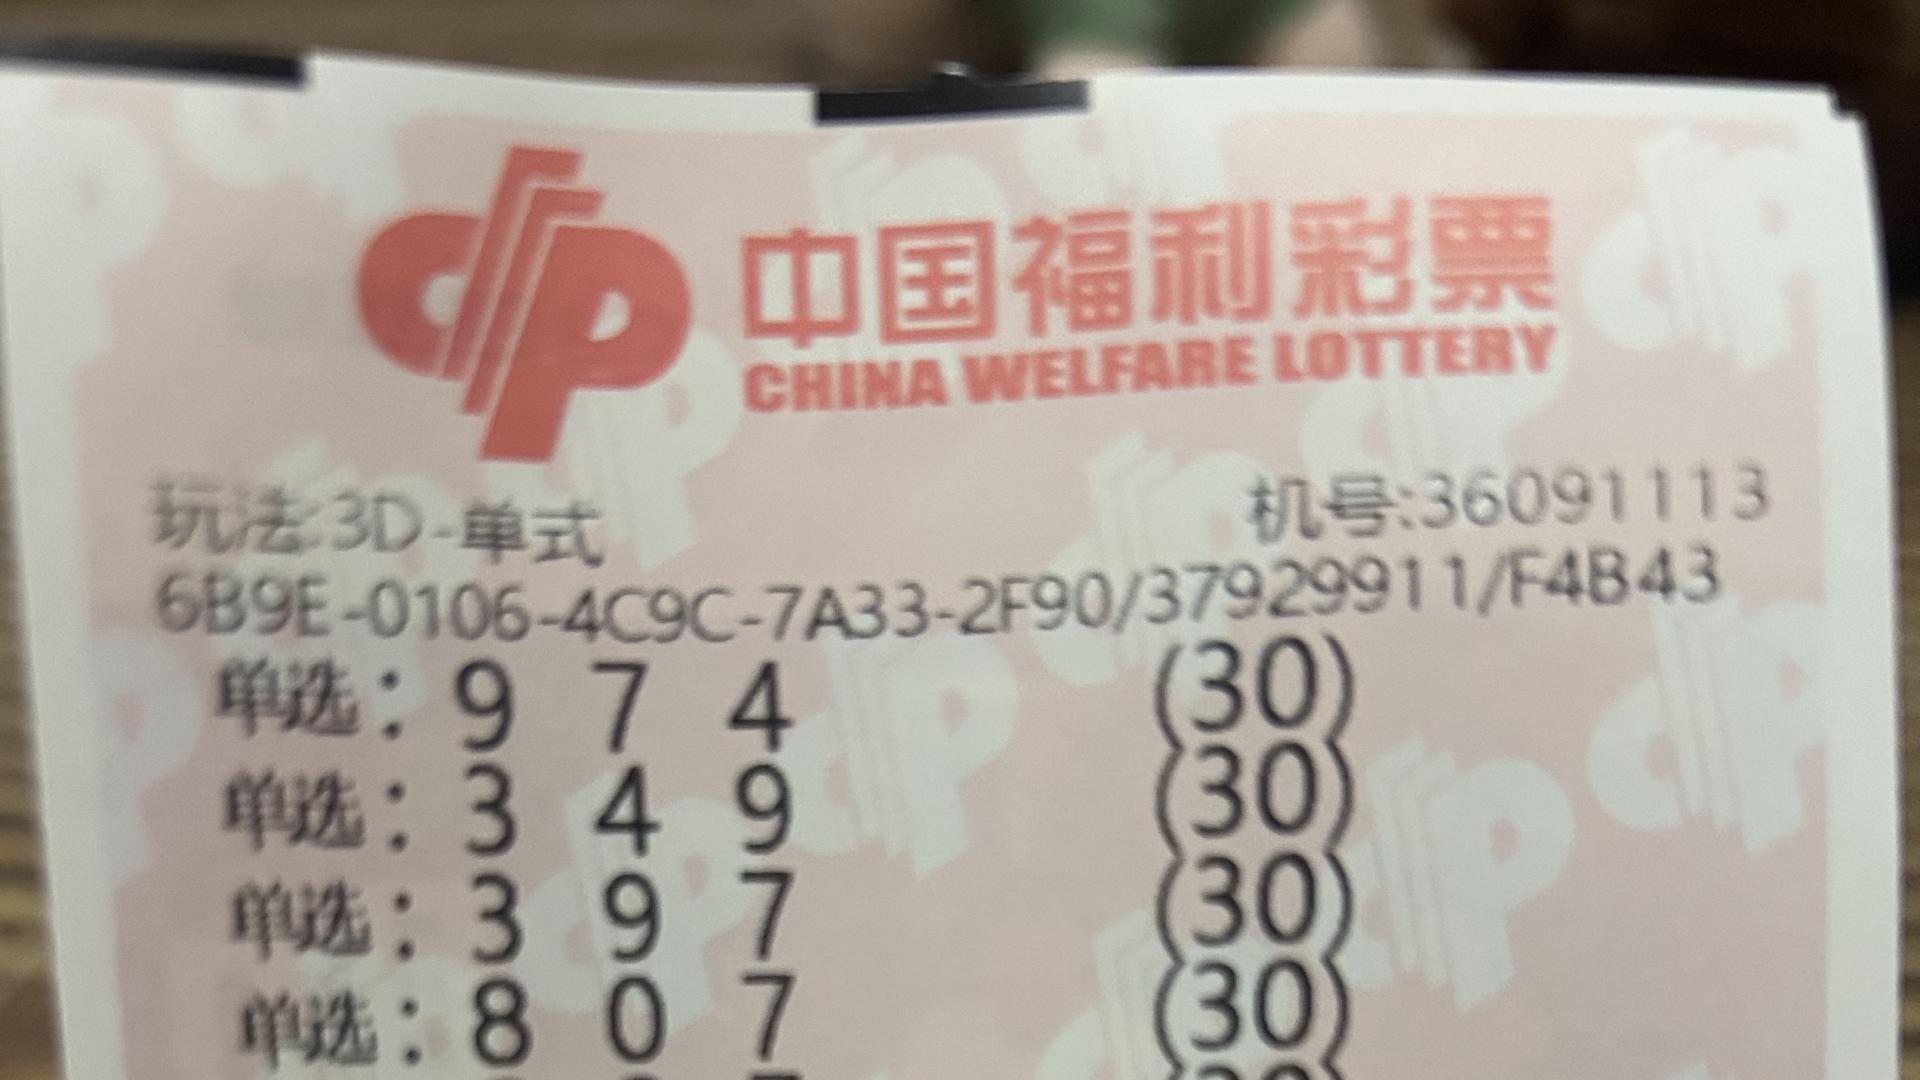 中国福利彩票
CHINA WELFARE LOTTERY
玩法:3D-单式 机号:36091113
6B9E-0106-4C9C-7A33-2F90/37929911/F4B43
单选：9 7 4 (30)
单选：3 4 9 (30)
单选：3 9 7 (30)
单选：8 0 7 (30)